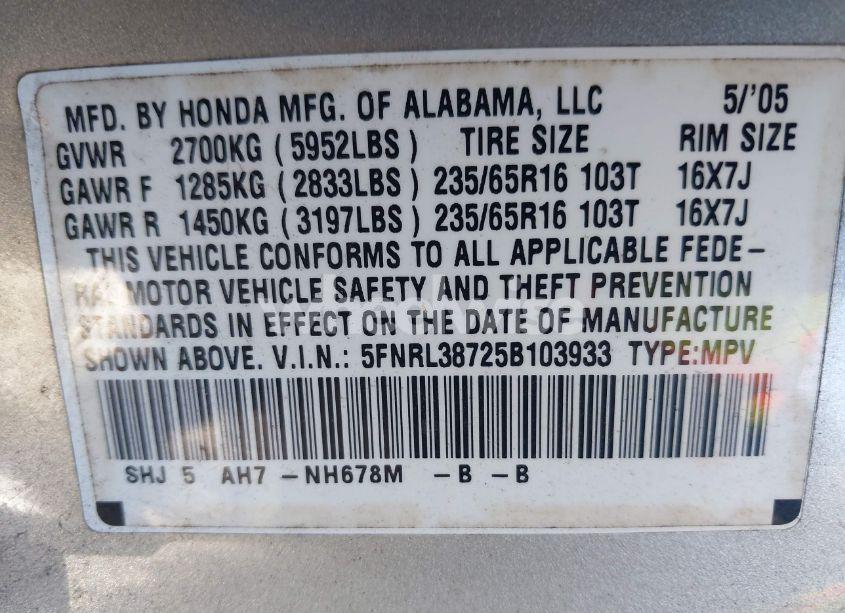 MFD. BY HONDA MFG. OF ALABAMA, LLC 5/'05
GVWR 2700KG (5952LBS) TIRE SIZE RIM SIZE
GAWR F 1285KG (2833LBS) 235/65R16 103T 16X7J
GAWR R 1450KG (3197LBS) 235/65R16 103T 16X7J
THIS VEHICLE CONFORMS TO ALL APPLICABLE FEDE-
RAL MOTOR VEHICLE SAFETY AND THEFT PREVENTION
STANDARDS IN EFFECT ON THE DATE OF MANUFACTURE
SHOWN ABOVE. V.I.N.: 5FNRL38725B103933 TYPE:MPV
SHJ 5 AH7 -NH678M -B -B